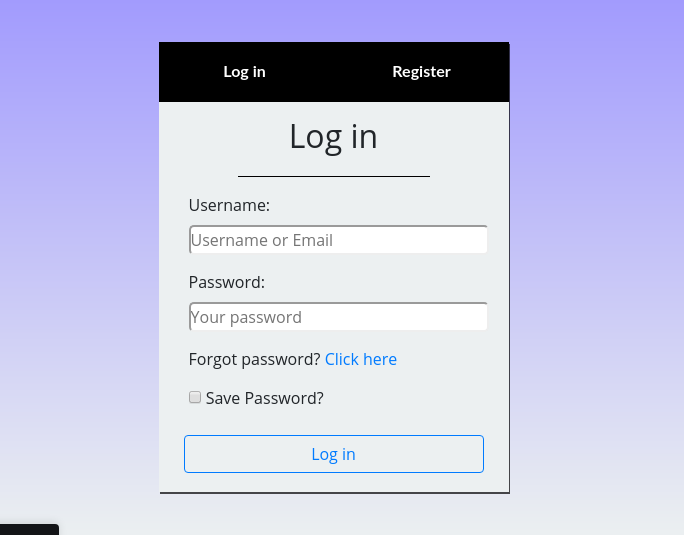 Log in Register
Log in
Username:
Username or Email
Password:
Your password
Forgot password? Click here
Save Password?
Log in